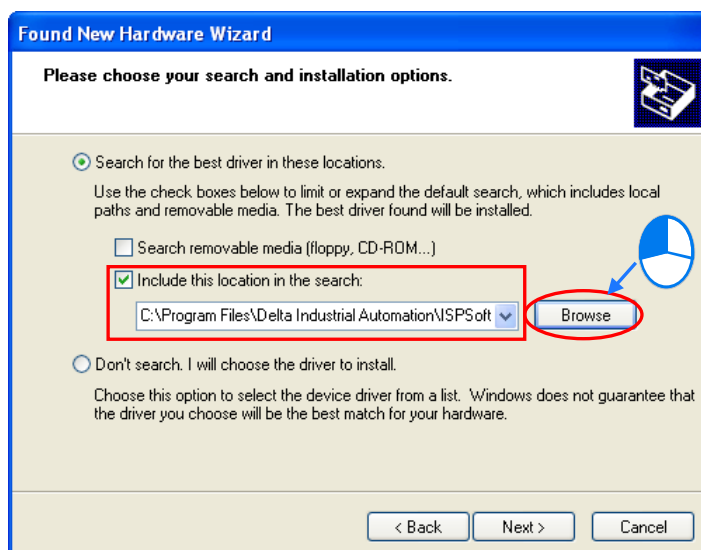 Found New Hardware Wizard
Please choose your search and installation options.
Search for the best driver in these locations.
Use the check boxes below to limit or expand the default search, which includes local
paths and removable media. The best driver found will be installed.
Search removable media (floppy, CD-ROM...)
Include this location in the search:
C:\Program Files\Delta Industrial Automation\ISPSoft
Browse
Don't search. I will choose the driver to install.
Choose this option to select the device driver from a list. Windows does not guarantee that
the driver you choose will be the best match for your hardware.
< Back
Next >
Cancel